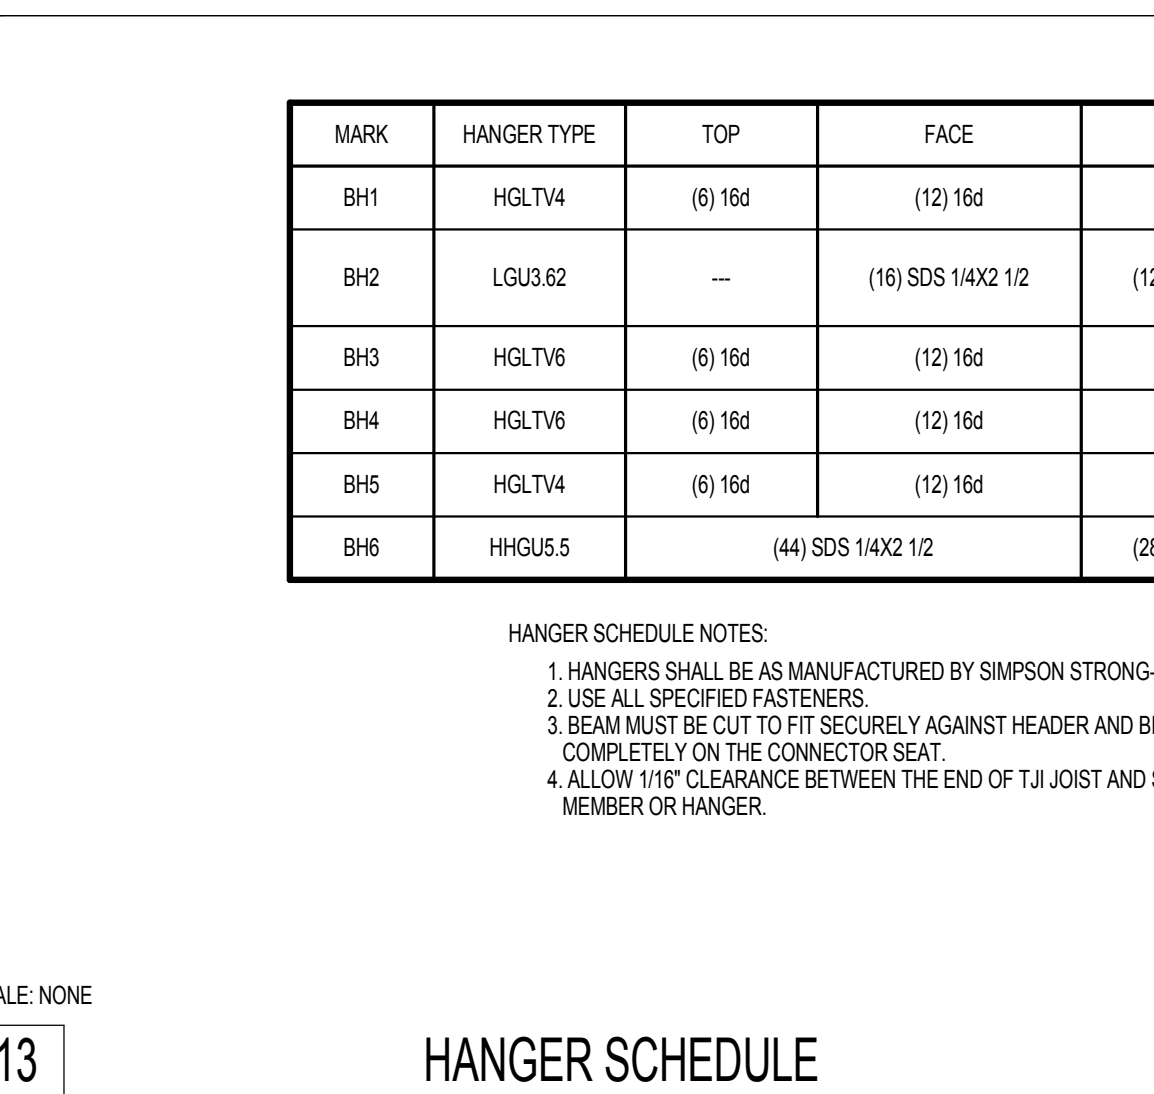 MARK HANGER TYPE TOP FACE
BH1 HGLTV4 (6) 16d (12) 16d
BH2 LGU3.62 --- (16) SDS 1/4X2 1/2
BH3 HGLTV6 (6) 16d (12) 16d
BH4 HGLTV6 (6) 16d (12) 16d
BH5 HGLTV4 (6) 16d (12) 16d
BH6 HHGU5.5 (44) SDS 1/4X2 1/2
HANGER SCHEDULE NOTES:
1. HANGERS SHALL BE AS MANUFACTURED BY SIMPSON STRONG-
2. USE ALL SPECIFIED FASTENERS.
3. BEAM MUST BE CUT TO FIT SECURELY AGAINST HEADER AND
COMPLETELY ON THE CONNECTOR SEAT.
4. ALLOW 1/16" CLEARANCE BETWEEN THE END OF TJI JOIST AND
MEMBER OR HANGER.
ALE: NONE
13
HANGER SCHEDULE